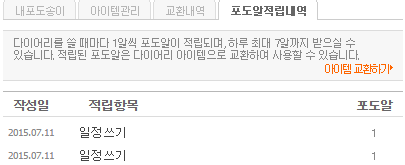 내포도송이 아이템관리 교환내역 포도알적립내역
다이어리를 쓸 때마다 1알씩 포도알이 적립되며, 하루 최대 7알까지 받으실 수
있습니다. 적립된 포도알은 다이어리 아이템으로 교환하여 사용할 수 있습니다.
아이템 교환하기
작성일 적립항목 포도알
2015.07.11 일정쓰기 1
2015.07.11 일정쓰기 1